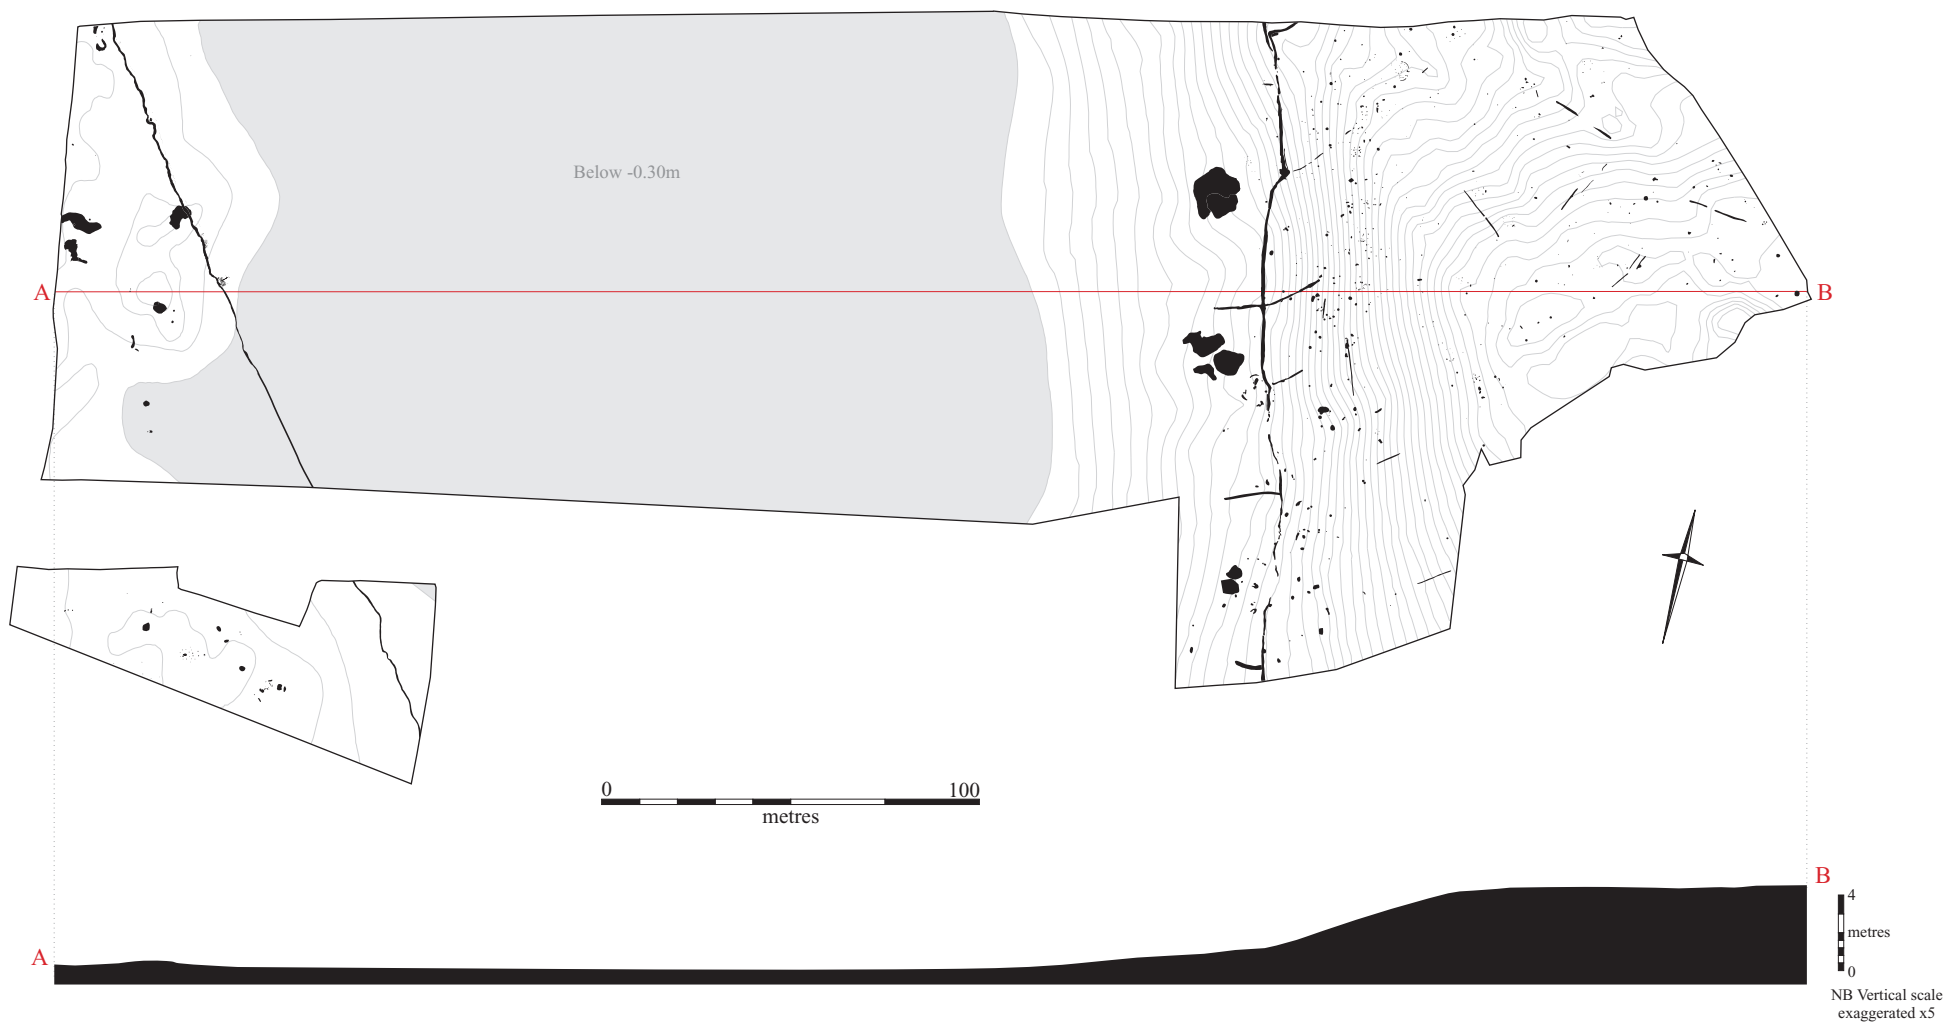 Below -0.30m
A
B
0 100
metres
B
4
metres
0
A
NB Vertical scale
exaggerated x5